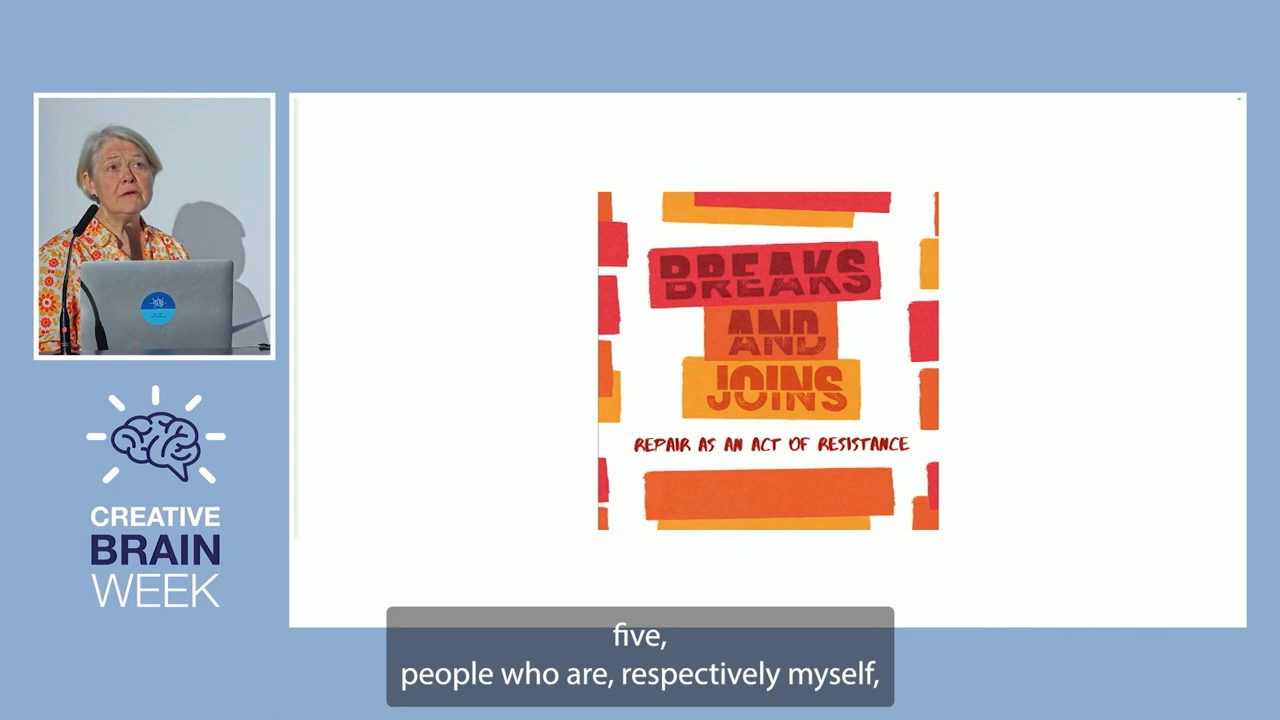 BREAKS
AND
JOINS
REPAIR AS AN ACT OF RESISTANCE
CREATIVE
BRAIN
WEEK
five,
people who are, respectively myself,